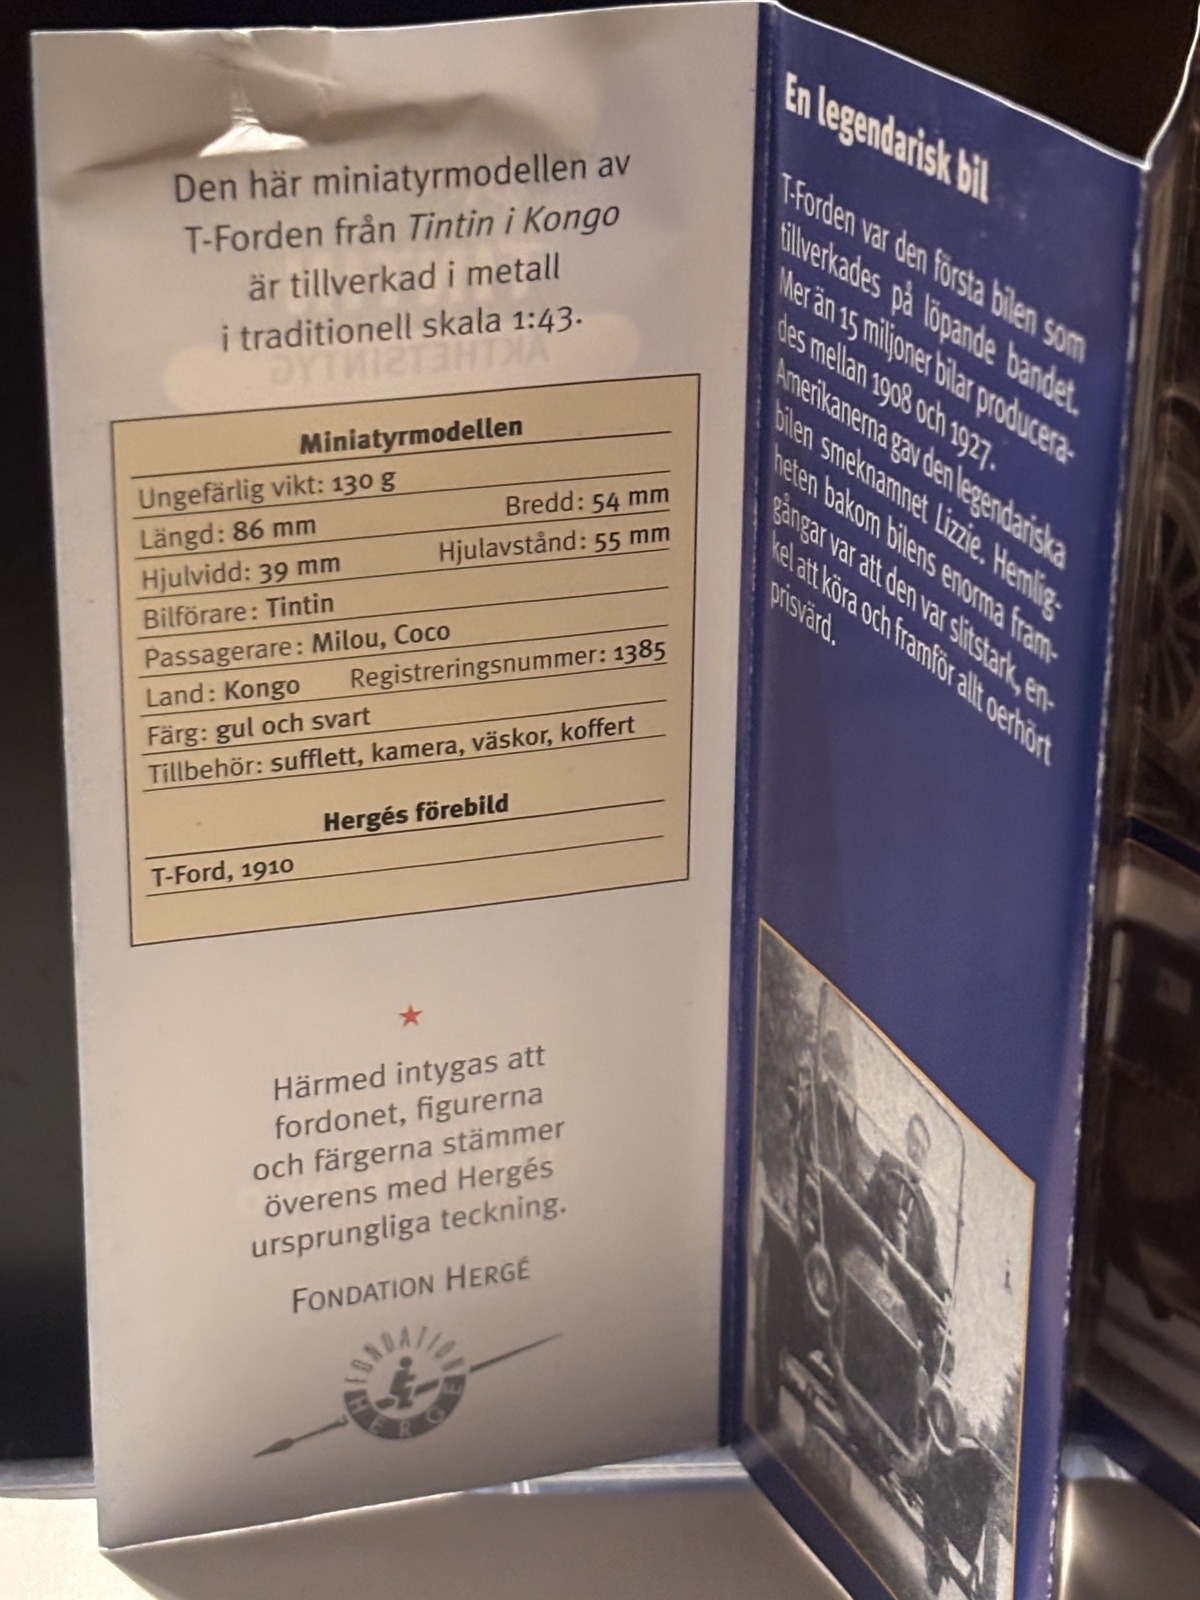 Den här miniatyrmodellen av
T-Forden från Tintin i Kongo
är tillverkad i metall
i traditionell skala 1:43.
Miniatyrmodellen
Ungefärlig vikt: 130 g
Längd: 86 mm Bredd: 54 mm
Hjulvidd: 39 mm Hjulavstånd: 55 mm
Bilförare: Tintin
Passagerare: Milou, Coco
Land: Kongo Registreringsnummer: 1385
Färg: gul och svart
Tillbehör: sufflett, kamera, väskor, koffert
Hergés förebild
T-Ford, 1910
Härmed intygas att
fordonet, figurerna
och färgerna stämmer
överens med Hergés
ursprungliga teckning.
FONDATION HERGÉ
FONDATION
HERGÉ
En legendarisk bil
T-Forden var den första bilen som
tillverkades på löpande bandet.
Mer än 15 miljoner bilar producera-
des mellan 1908 och 1927.
Amerikanerna gav den legendariska
bilen smeknamnet Lizzie. Hemlig-
heten bakom bilens enorma fram-
gångar var att den var slitstark, en-
kel att köra och framför allt oerhört
prisvärd.